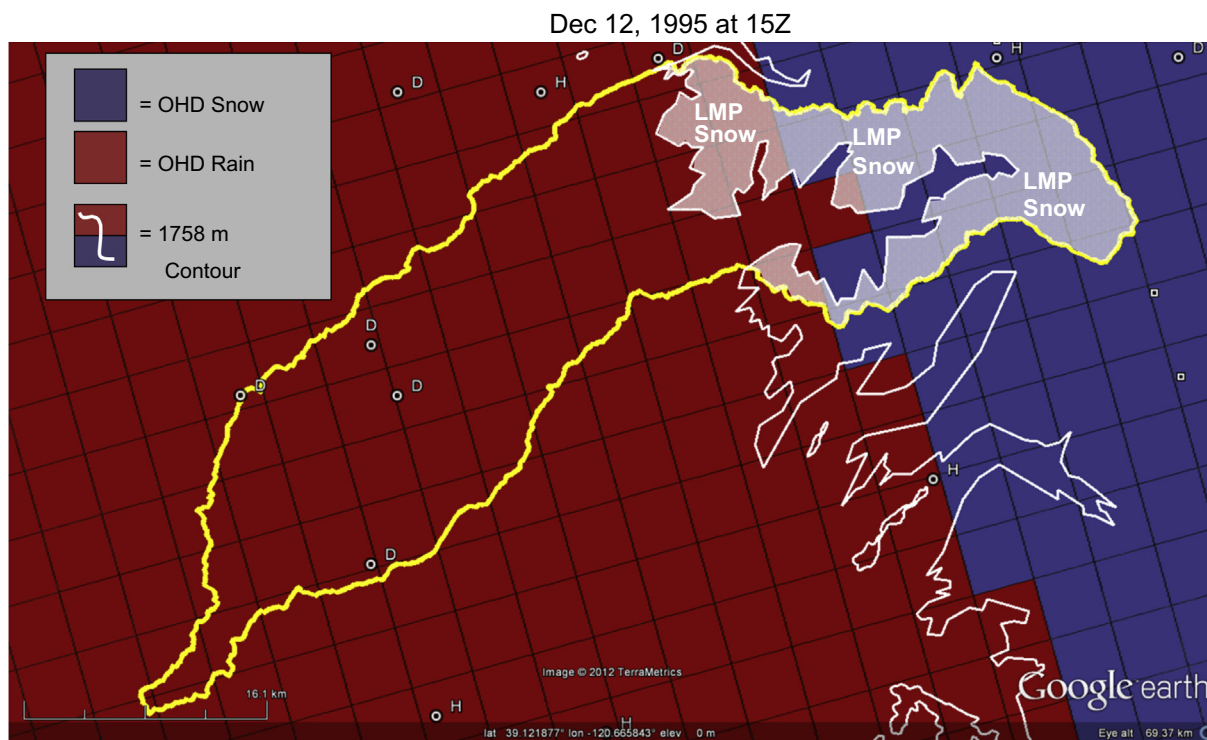 Dec 12, 1995 at 15Z
= OHD Snow
= OHD Rain
= 1758 m
Contour
D
H
D
H
D
LMP
Snow
LMP
Snow
LMP
Snow
D
D
D
H
D
H
H
16.1 km
Image © 2012 TerraMetrics
Google earth
lat 39.121877° lon -120.665843° elev 0 m
Eye alt 69.37 km